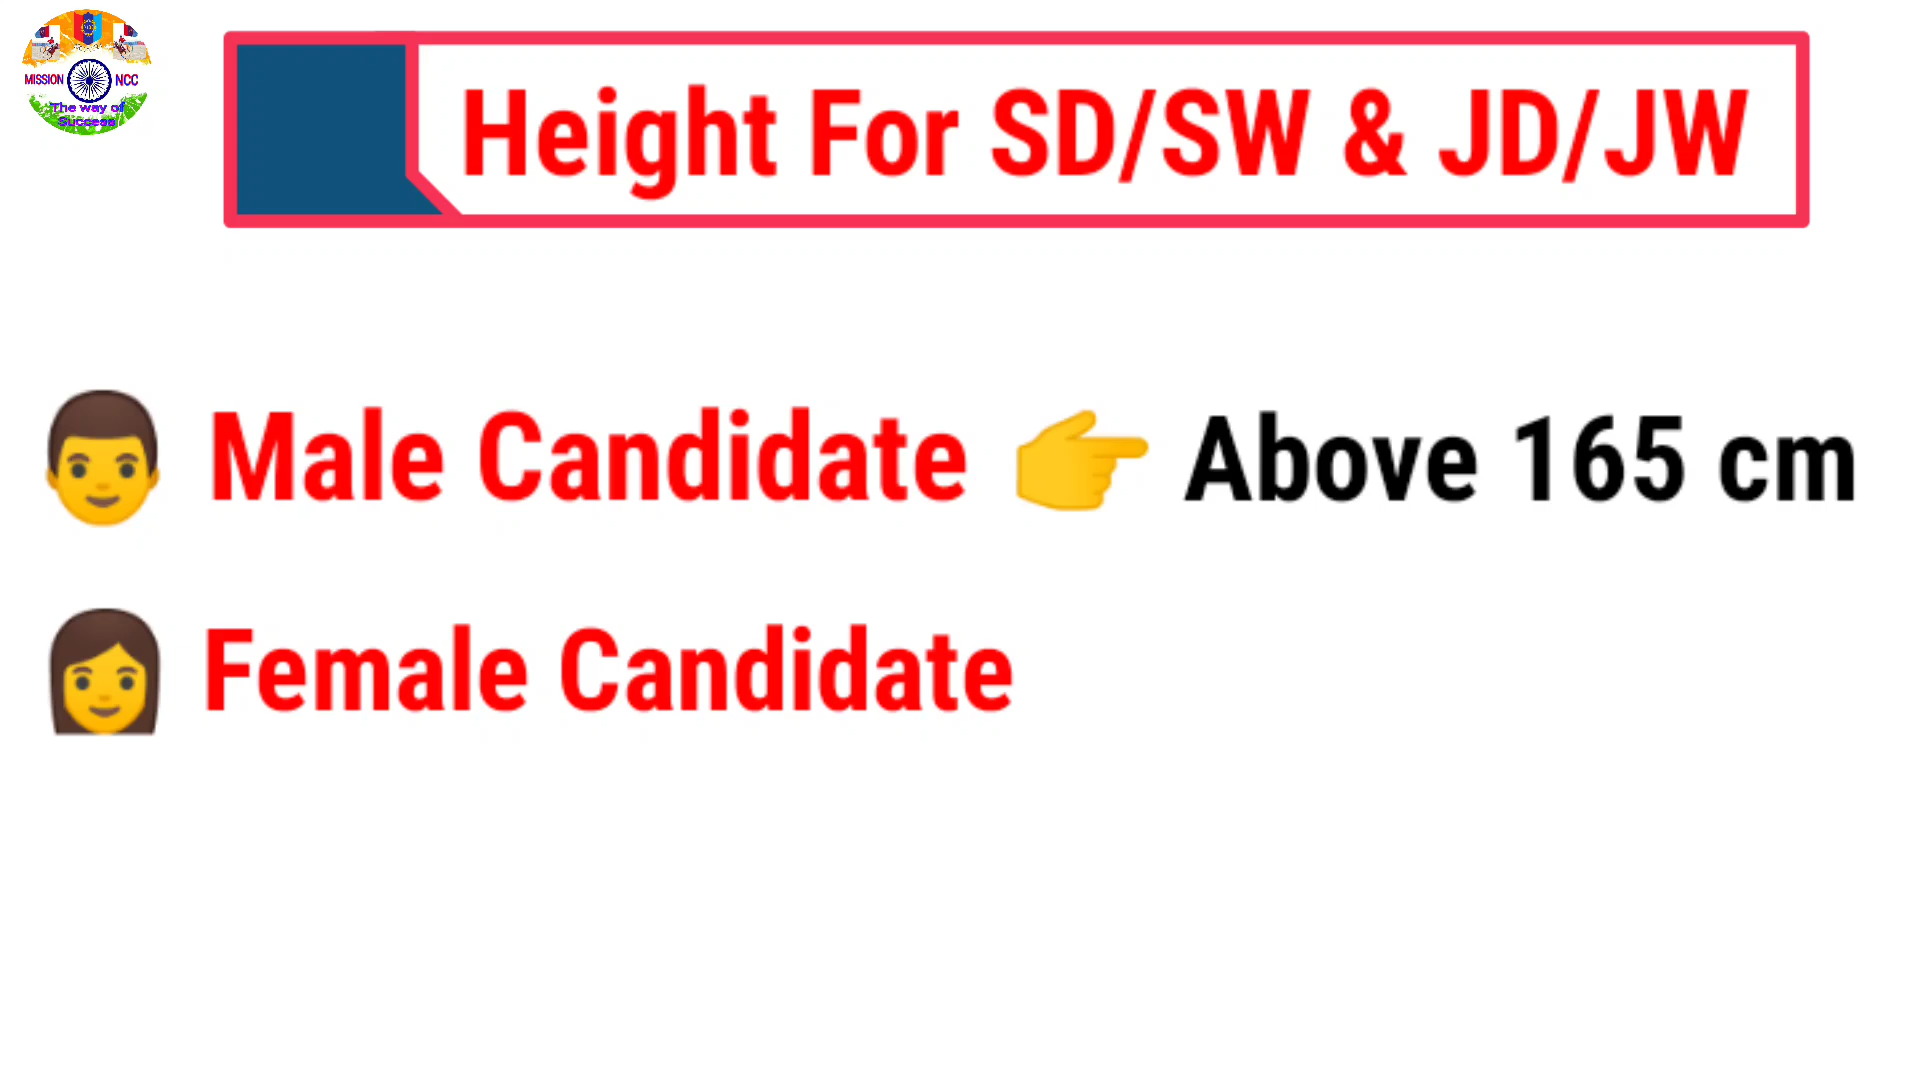 MISSION NCC
The way of
Success
Height For SD/SW & JD/JW
Male Candidate 👉 Above 165 cm
Female Candidate